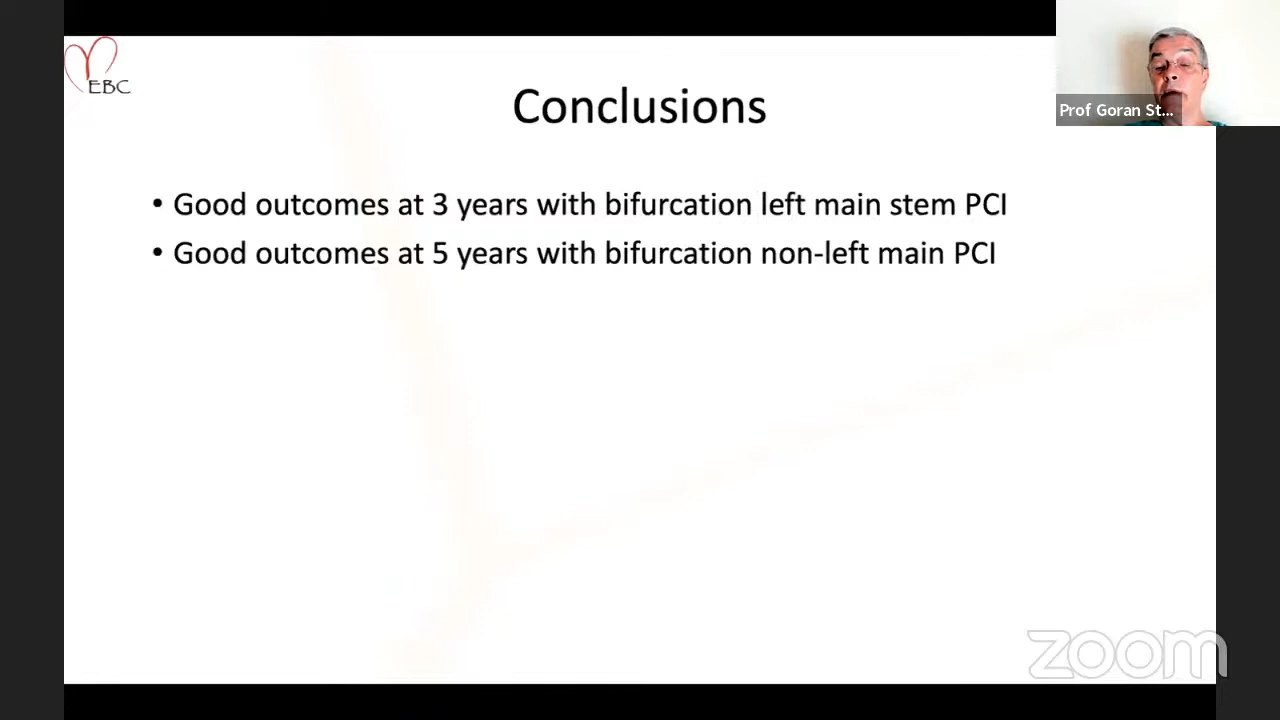 EBC
Conclusions
Prof Goran St...
• Good outcomes at 3 years with bifurcation left main stem PCI
• Good outcomes at 5 years with bifurcation non-left main PCI
zoom